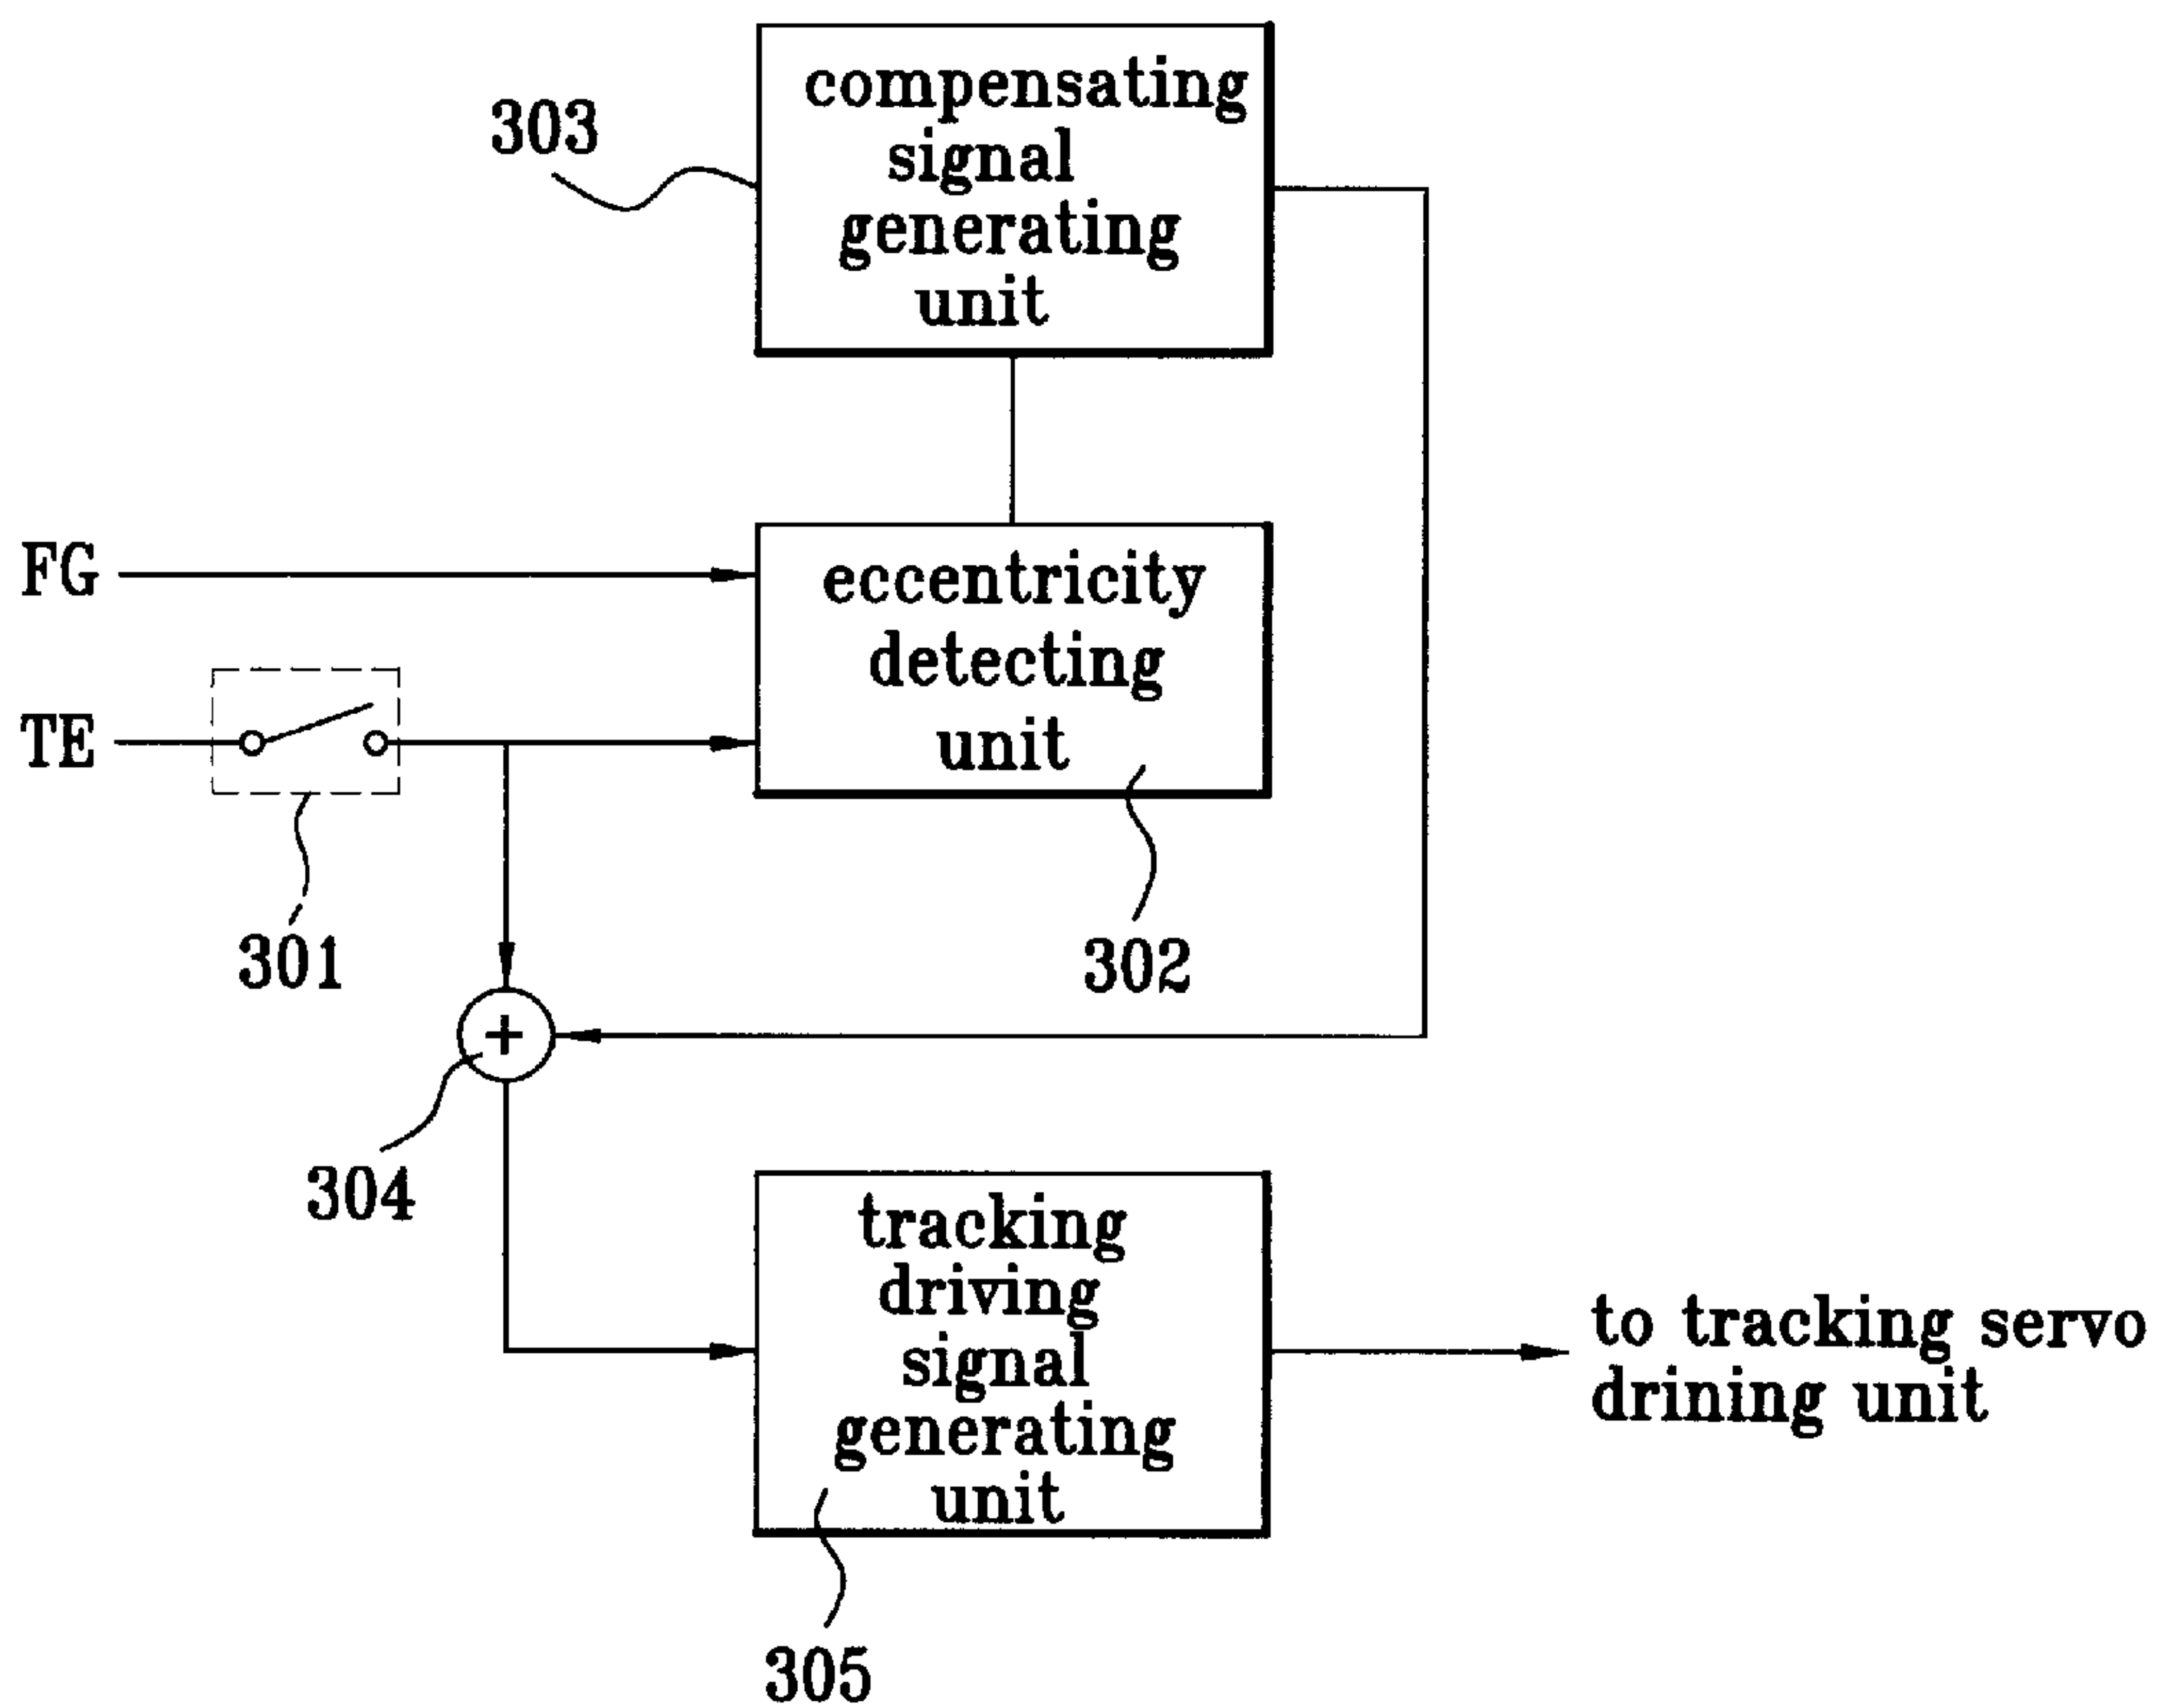 compensating
signal
generating
unit
303
FG
eccentricity
detecting
unit
TE
301
302
+
304
tracking
driving
signal
generating
unit
to tracking servo
drining unit
305